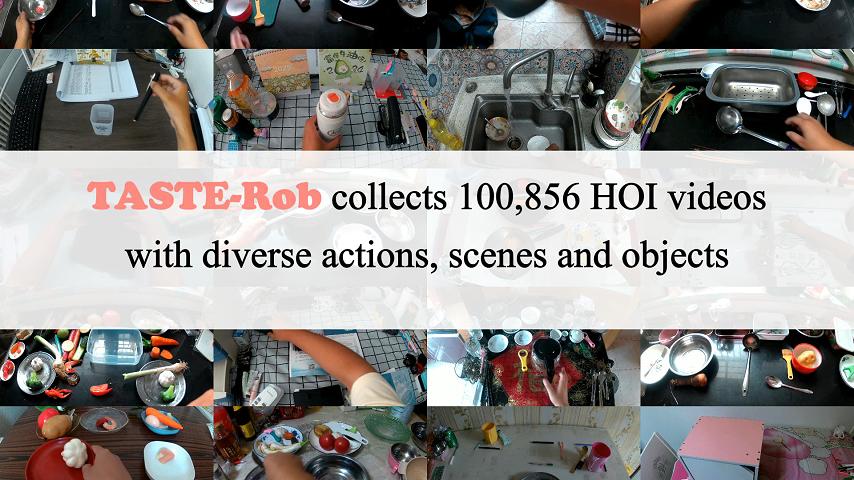 TASTE-Rob collects 100,856 HOI videos
with diverse actions, scenes and objects